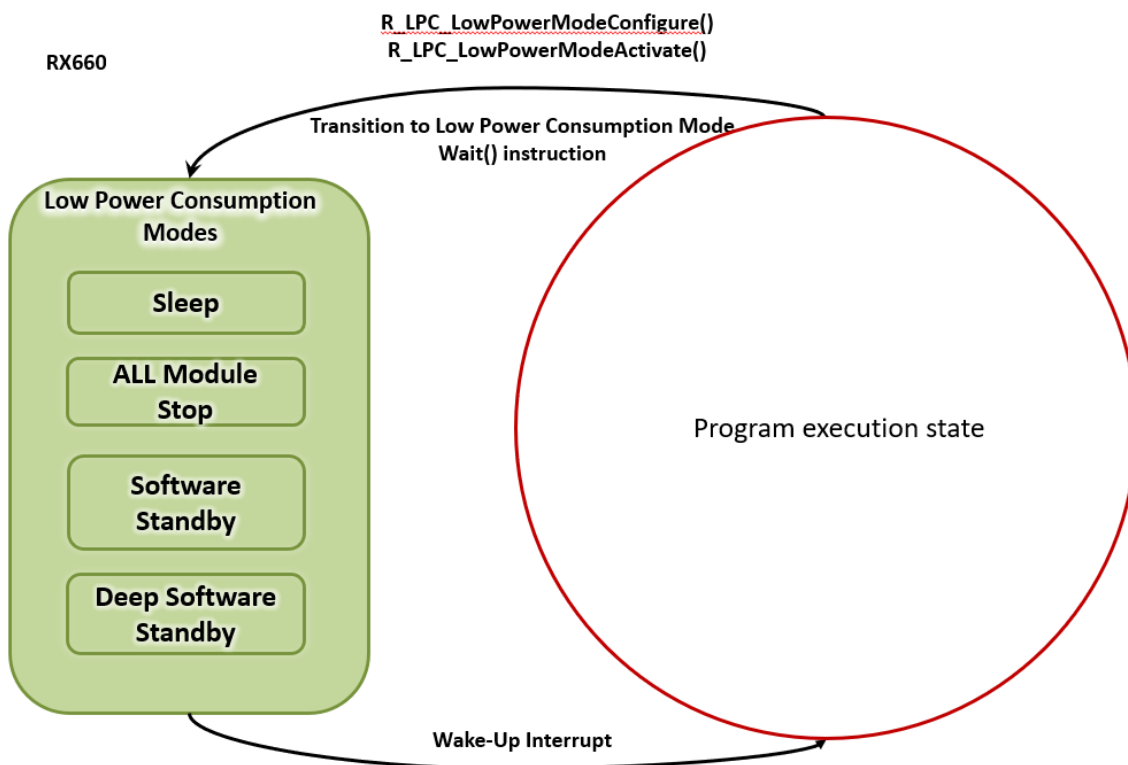 R_LPC_LowPowerModeConfigure()
R_LPC_LowPowerModeActivate()
RX660
Transition to Low Power Consumption Mode
Wait() instruction
Low Power Consumption
Modes
Sleep
ALL Module
Stop
Software
Standby
Deep Software
Standby
Program execution state
Wake-Up Interrupt